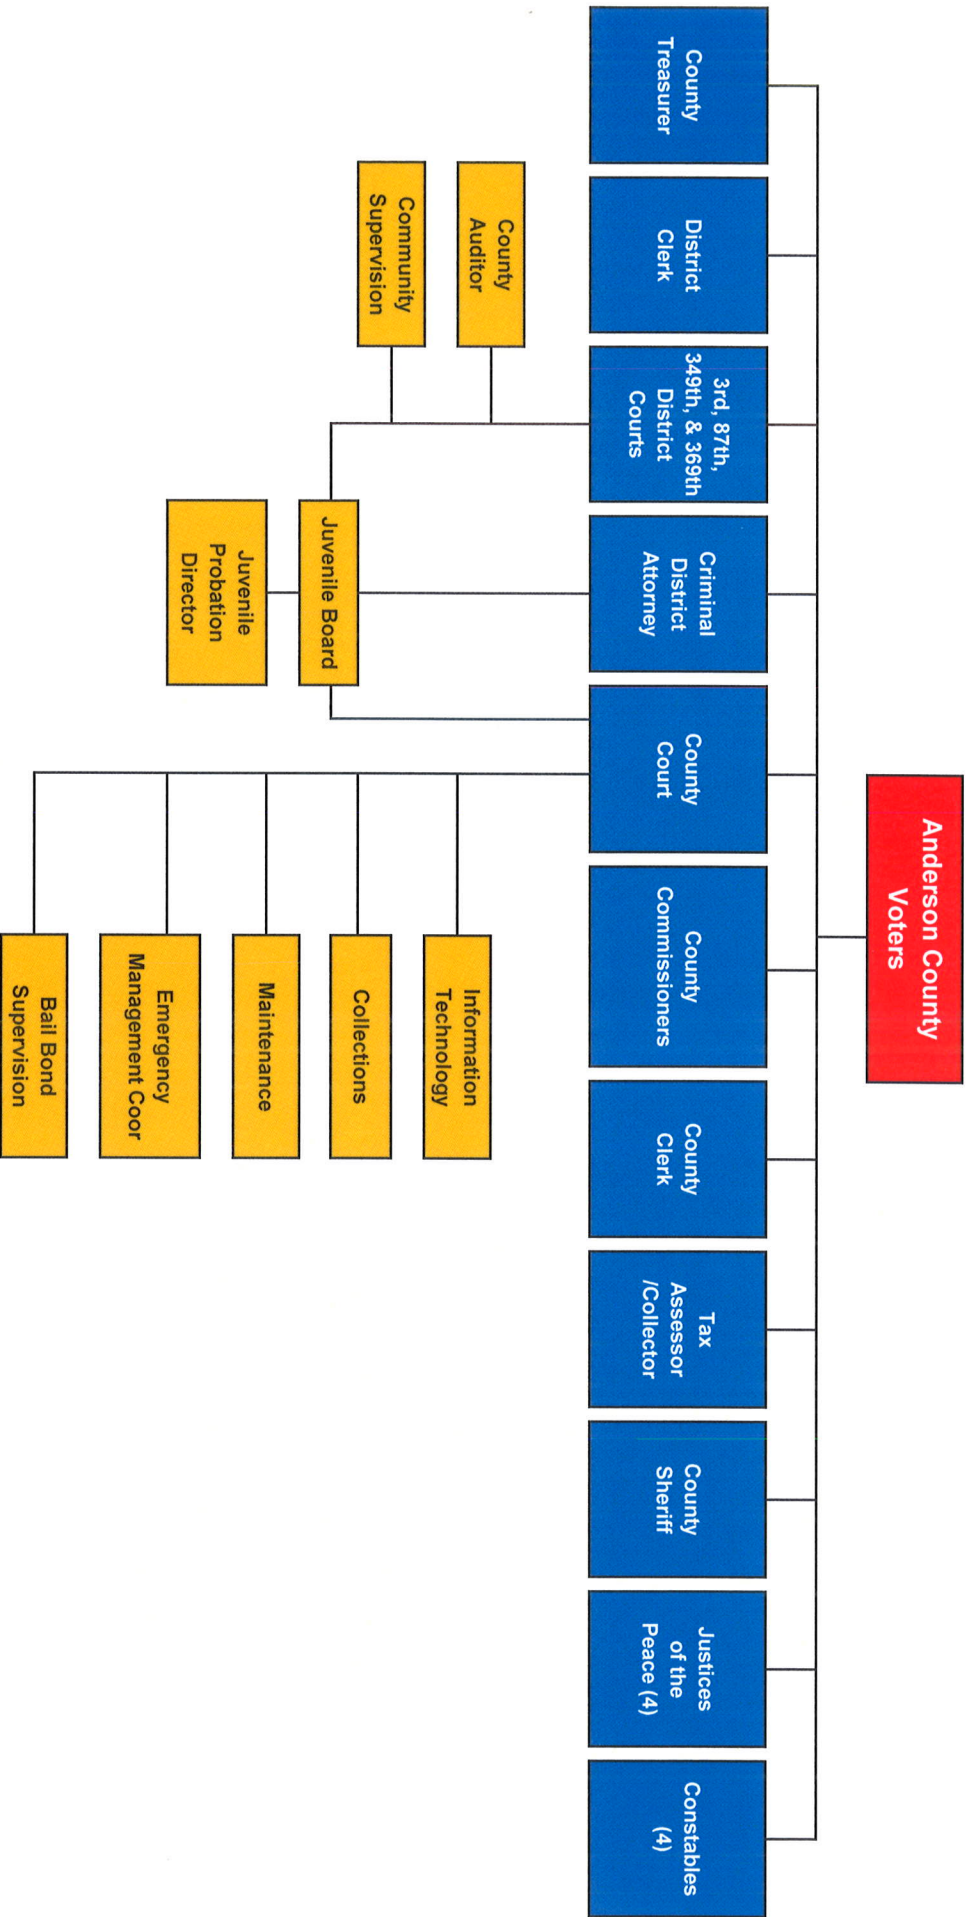 Anderson County
Voters
County
Treasurer
District
Clerk
3rd, 87th,
349th, & 369th
District
Courts
Criminal
District
Attorney
County
Court
County
Commissioners
County
Clerk
Tax
Assessor
/Collector
County
Sheriff
Justices
of the
Peace (4)
Constables
(4)
County
Auditor
Community
Supervision
Juvenile Board
Juvenile
Probation
Director
Information
Technology
Collections
Maintenance
Emergency
Management Coor
Bail Bond
Supervision